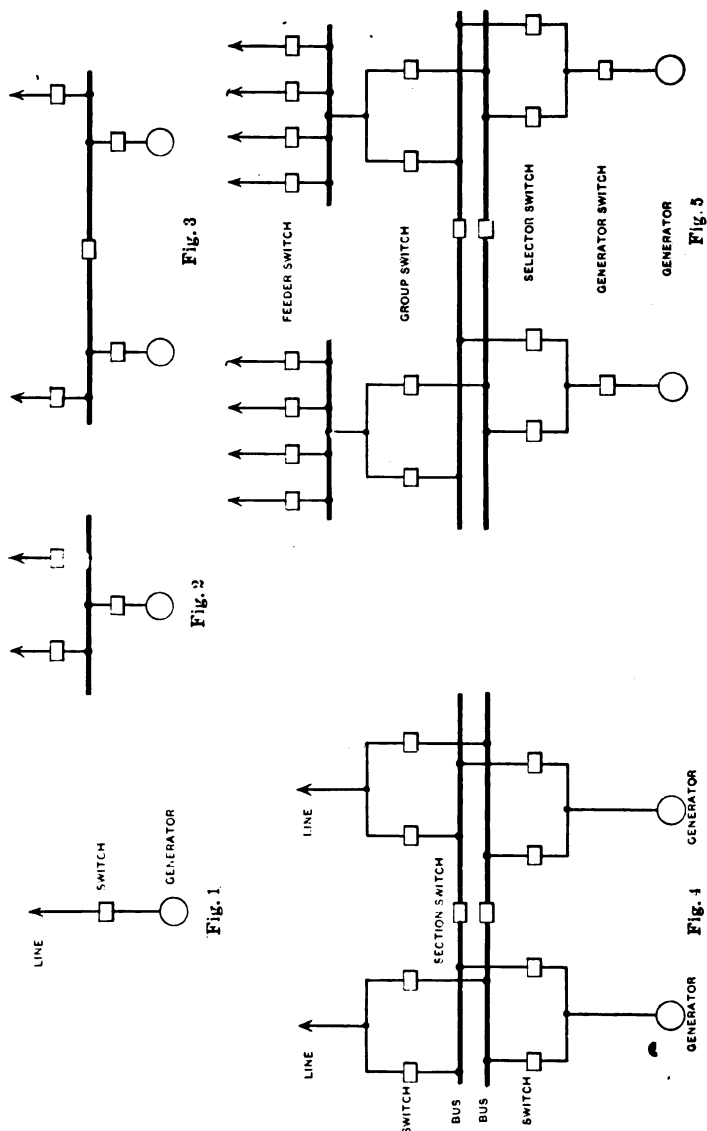 LINE
SWITCH
GENERATOR
Fig. 1
Fig. 2
Fig. 3
LINE
LINE
SWITCH
SECTION SWITCH
BUS
BUS
SWITCH
GENERATOR
GENERATOR
Fig. 4
FEEDER SWITCH
GROUP SWITCH
SELECTOR SWITCH
GENERATOR SWITCH
GENERATOR
Fig. 5